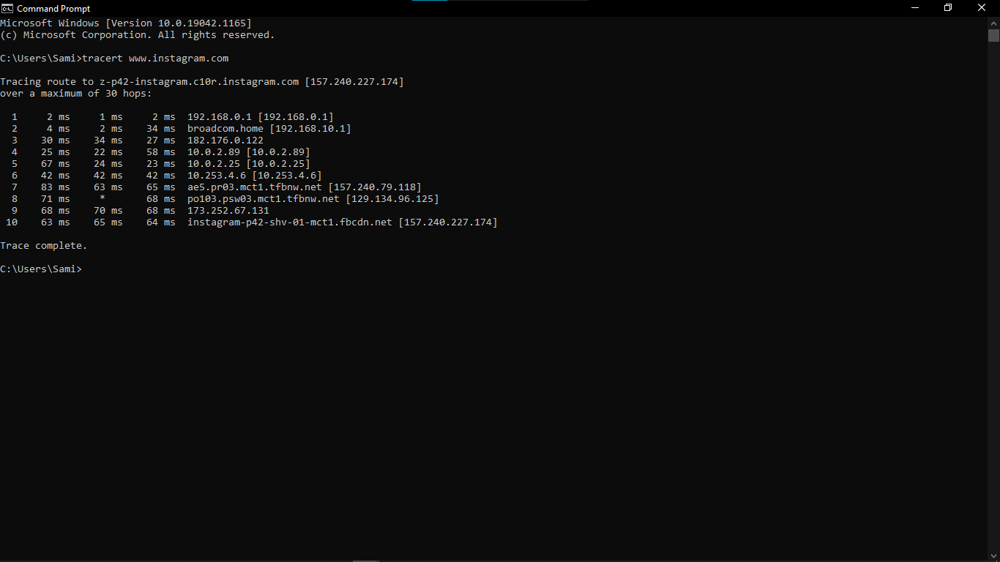 Command Prompt
Microsoft Windows [Version 10.0.19042.1165]
(c) Microsoft Corporation. All rights reserved.
C:\Users\Sami>tracert www.instagram.com
Tracing route to z-p42-instagram.c10r.instagram.com [157.240.227.174]
over a maximum of 30 hops:
1 2 ms 1 ms 2 ms 192.168.0.1 [192.168.0.1]
2 4 ms 2 ms 34 ms broadcom.home [192.168.10.1]
3 30 ms 34 ms 27 ms 182.176.0.122
4 25 ms 22 ms 58 ms 10.0.2.89 [10.0.2.89]
5 67 ms 24 ms 23 ms 10.0.2.25 [10.0.2.25]
6 42 ms 42 ms 42 ms 10.253.4.6 [10.253.4.6]
7 83 ms 63 ms 65 ms ae5.pr03.mct1.tfbnw.net [157.240.79.118]
8 71 ms * 68 ms po103.psw03.mct1.tfbnw.net [129.134.96.125]
9 68 ms 70 ms 68 ms 173.252.67.131
10 63 ms 65 ms 64 ms instagram-p42-shv-01-mct1.fbcdn.net [157.240.227.174]
Trace complete.
C:\Users\Sami>